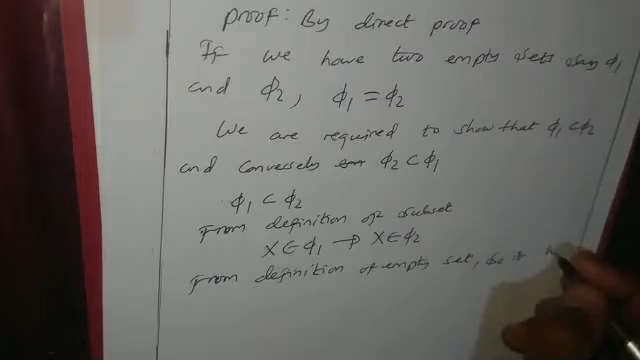 Proof: By direct proof
If we have two empty sets say ϕ1
and ϕ2, ϕ1 = ϕ2
We are required to show that ϕ1 ⊂ ϕ2
and conversely ϕ2 ⊂ ϕ1
ϕ1 ⊂ ϕ2
From definition of subset
X ∈ ϕ1 → X ∈ ϕ2
From definition of empty set, so it